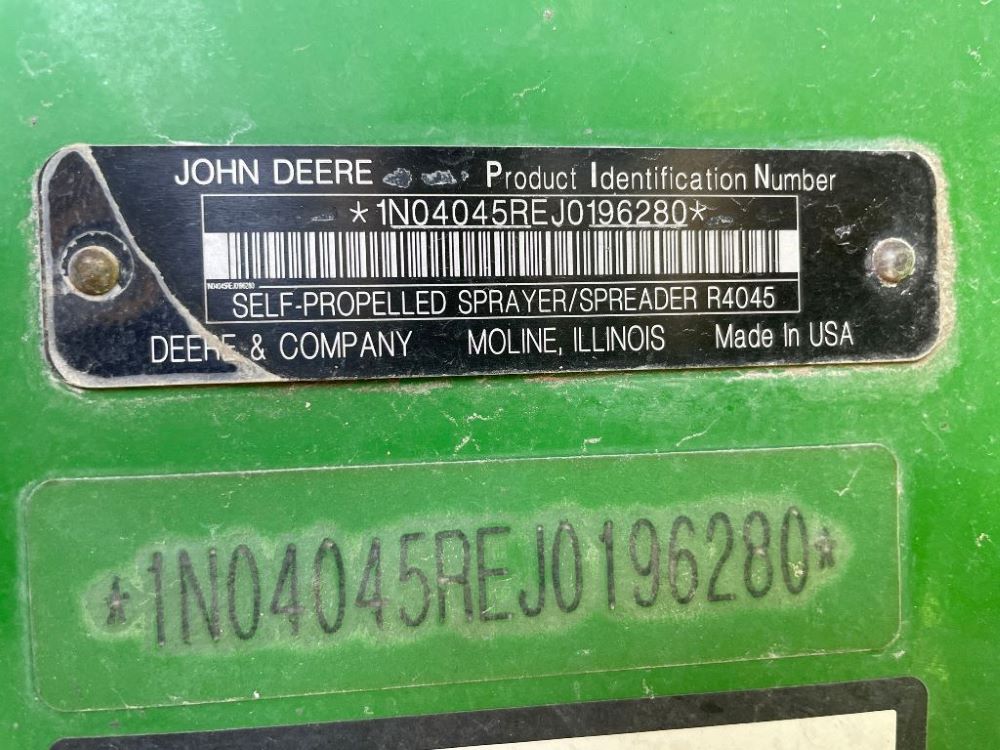 JOHN DEERE Product Identification Number
*1N04045REJ0196280*
1N04045REJ0196280
SELF-PROPELLED SPRAYER/SPREADER R4045
DEERE & COMPANY MOLINE, ILLINOIS Made In USA
*1N04045REJ0196280*